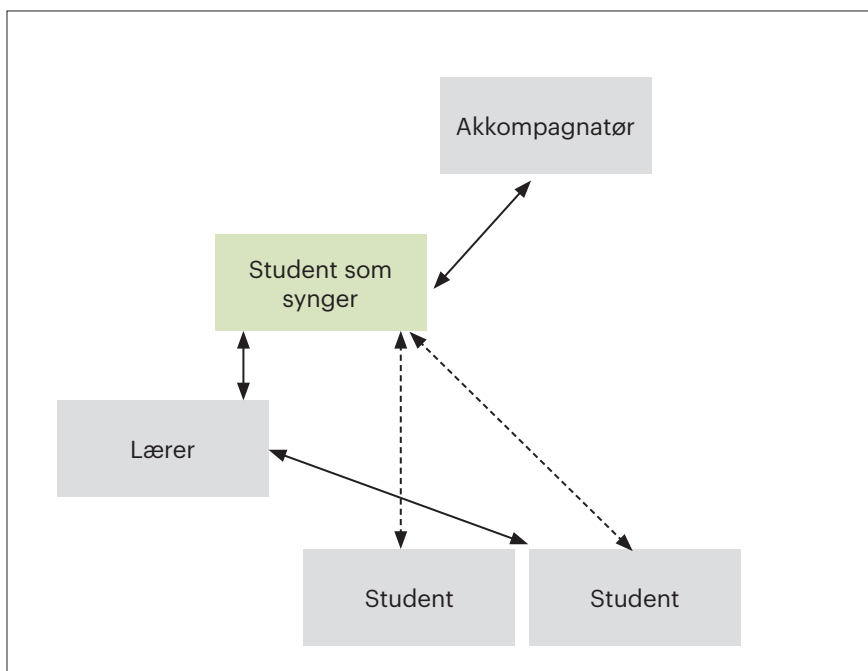 Akkompagnatør
Student som
synger
Lærer
Student
Student